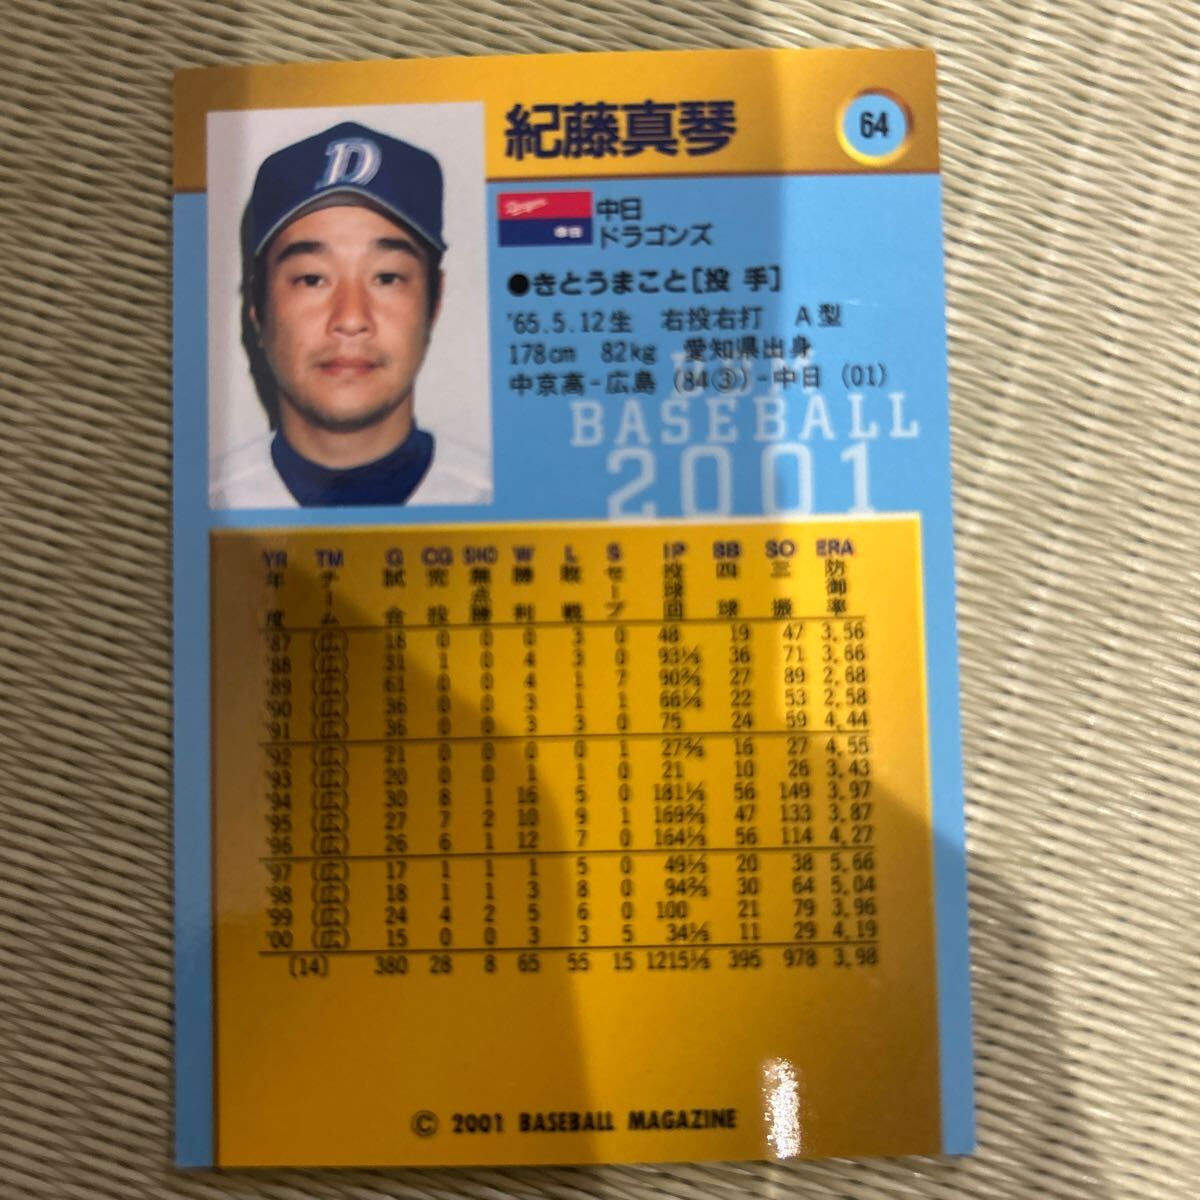 紀藤真琴
64
D
Dragons
中日
中日
ドラゴンズ
●きとうまこと[投 手]
'65.5.12生 右投右打 A型
178cm 82kg 愛知県出身
中京高-広島 (84③)-中日 (01)
BBM
BASEBALL
2001
YR TM G CG SHO W L S IP BB SO ERA
年度 チーム 試合 完投 無点勝 勝利 敗戦 セーブ 投球回 四球 三振 防御率
'87 広 18 0 0 0 3 0 48 19 47 3.56
'88 広 31 1 0 4 3 0 93⅓ 36 71 3.66
'89 広 61 0 0 4 1 7 90⅔ 27 89 2.68
'90 広 36 0 0 3 1 1 66⅓ 22 53 2.58
'91 広 36 0 0 3 3 0 75 24 59 4.44
'92 広 21 0 0 0 0 1 27⅔ 16 27 4.55
'93 広 20 0 0 1 1 0 21 10 26 3.43
'94 広 30 8 1 16 5 0 181⅓ 56 149 3.97
'95 広 27 7 2 10 9 1 169⅔ 47 133 3.87
'96 広 26 6 1 12 7 0 164⅓ 56 114 4.27
'97 広 17 1 1 1 5 0 49⅓ 20 38 5.66
'98 広 18 1 1 3 8 0 94⅔ 30 64 5.04
'99 広 24 4 2 5 6 0 100 21 79 3.96
'00 広 15 0 0 3 3 5 34⅓ 11 29 4.19
(14) 380 28 8 65 55 15 1215⅓ 395 978 3.98
© 2001 BASEBALL MAGAZINE